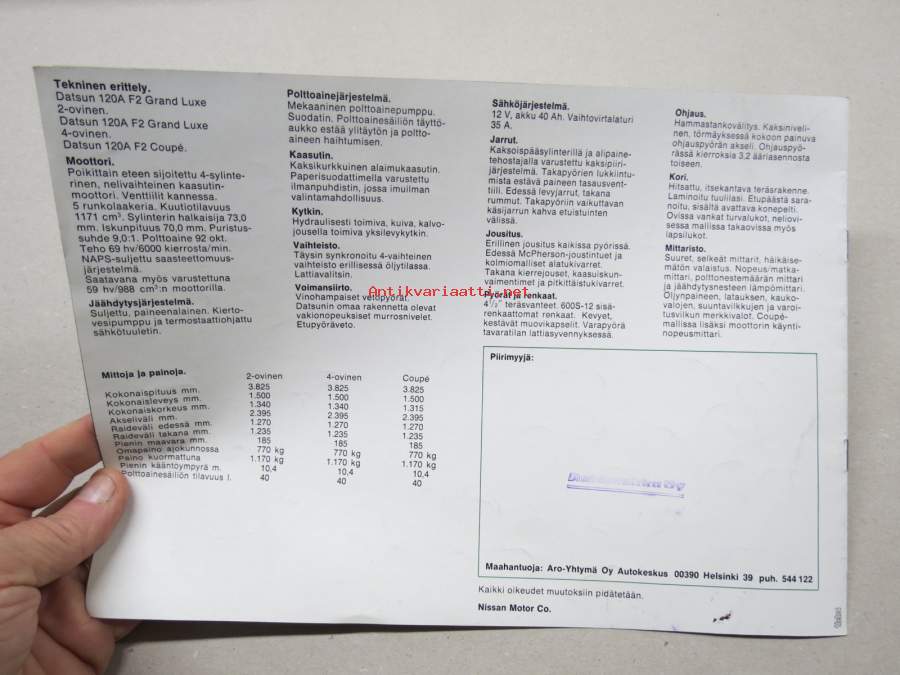 Tekninen erittely.
Datsun 120A F2 Grand Luxe
2-ovinen.
Datsun 120A F2 Grand Luxe
4-ovinen.
Datsun 120A F2 Coupé.
Moottori.
Poikittain eteen sijoitettu 4-sylinte-
rinen, nelivaihteinen kaasutin-
moottori. Venttiilit kannessa.
5 runkolaakeria. Kuutiotilavuus
1171 cm³. Sylinterin halkaisija 73,0
mm. Iskunpituus 70,0 mm. Puristus-
suhde 9,0:1. Polttoaine 92 okt.
Teho 69 hv/6000 kierrosta/min.
NAPS-suljettu saasteettomuus-
järjestelmä.
Saatavana myös varustettuna
59 hv/988 cm³:n moottorilla.
Jäähdytysjärjestelmä.
Suljettu, paineenalainen. Kierto-
vesipumppu ja termostaattiohjattu
sähkötuuletin.
Polttoainejärjestelmä.
Mekaaninen polttoainepumppu.
Suodatin. Polttoainesäiliön täyttö-
aukko estää ylitäytön ja poltto-
aineen haihtumisen.
Kaasutin.
Kaksikurkkuinen alaimukaasutin.
Paperisuodattimella varustettu
ilmanpuhdistin, jossa imuilman
valintamahdollisuus.
Kytkin.
Hydraulisesti toimiva, kuiva, kalvo-
jousella toimiva yksilevykytkin.
Vaihteisto.
Täysin synkronoitu 4-vaihteinen
vaihteisto erillisessä öljytilassa.
Lattiavalitsin.
Voimansiirto.
Vinohampaiset vetopyörät.
Datsunin omaa rakennetta olevat
vakionopeuksiset murrosnivelet.
Etupyöräveto.
Sähköjärjestelmä.
12 V, akku 40 Ah. Vaihtovirtalaturi
35 A.
Jarrut.
Kaksoispääsylinterillä ja alipaine-
tehostajalla varustettu kaksipiiri-
järjestelmä. Takapyörien lukkiintu-
mista estävä paineen tasausvent-
tiili. Edessä levyjarrut, takana
rummut. Takapyöriin vaikuttavan
käsijarrun kahva etuistuinten
välissä.
Jousitus.
Erillinen jousitus kaikissa pyörissä.
Edessä McPherson-joustintuet ja
kolmiomalliset alatukivarret.
Takana kierrejouset, kaasuiskun-
vaimentimet ja pitkittäistukivarret.
Pyörät ja renkaat.
4½" teräsvanteet. 600S-12 sisä-
renkaattomat renkaat. Kevyet,
kestävät muovikapselit. Varapyörä
tavaratilan lattiasyvennyksessä.
Ohjaus.
Hammastankovälitys. Kaksiniveli-
nen, törmäyksessä kokoon painuva
ohjauspyörän akseli. Ohjauspyö-
rässä kierroksia 3,2 ääriasennosta
toiseen.
Kori.
Hitsattu, itsekantava teräsrakenne.
Laminoitu tuulilasi. Etupäästä sara-
noitu, sisältä avattava konepelti.
Ovissa vankat turvalukot, neliovi-
sessa mallissa takaovissa myös
lapsilukot.
Mittaristo.
Suuret, selkeät mittarit, häikäise-
mätön valaistus. Nopeus/matka-
mittari, polttonestemäärän mittari
ja jäähdytysnesteen lämpömittari.
Öljynpaineen, latauksen, kauko-
valojen, suuntavilkkujen ja varoi-
tusvilkun merkkivalot. Coupé-
mallissa lisäksi moottorin käynti-
nopeusmittari.
Antikvariaatti.net
Mittoja ja painoja. 2-ovinen 4-ovinen Coupé
Kokonaispituus mm. 3.825 3.825 3.825
Kokonaisleveys mm. 1.500 1.500 1.500
Kokonaiskorkeus mm. 1.340 1.340 1.315
Akseliväli mm. 2.395 2.395 2.395
Raideväli edessä mm. 1.270 1.270 1.270
Raideväli takana mm. 1.235 1.235 1.235
Pienin maavara mm. 185 185 185
Omapaino ajokunnossa 770 kg 770 kg 770 kg
Paino kuormattuna 1.170 kg 1.170 kg 1.170 kg
Pienin kääntöympyrä m. 10,4 10,4 10,4
Polttoainesäiliön tilavuus l. 40 40 40
Piirimyyjä:
Maahantuoja: Aro-Yhtymä Oy Autokeskus 00390 Helsinki 39 puh. 544 122
Kaikki oikeudet muutoksiin pidätetään.
Nissan Motor Co.